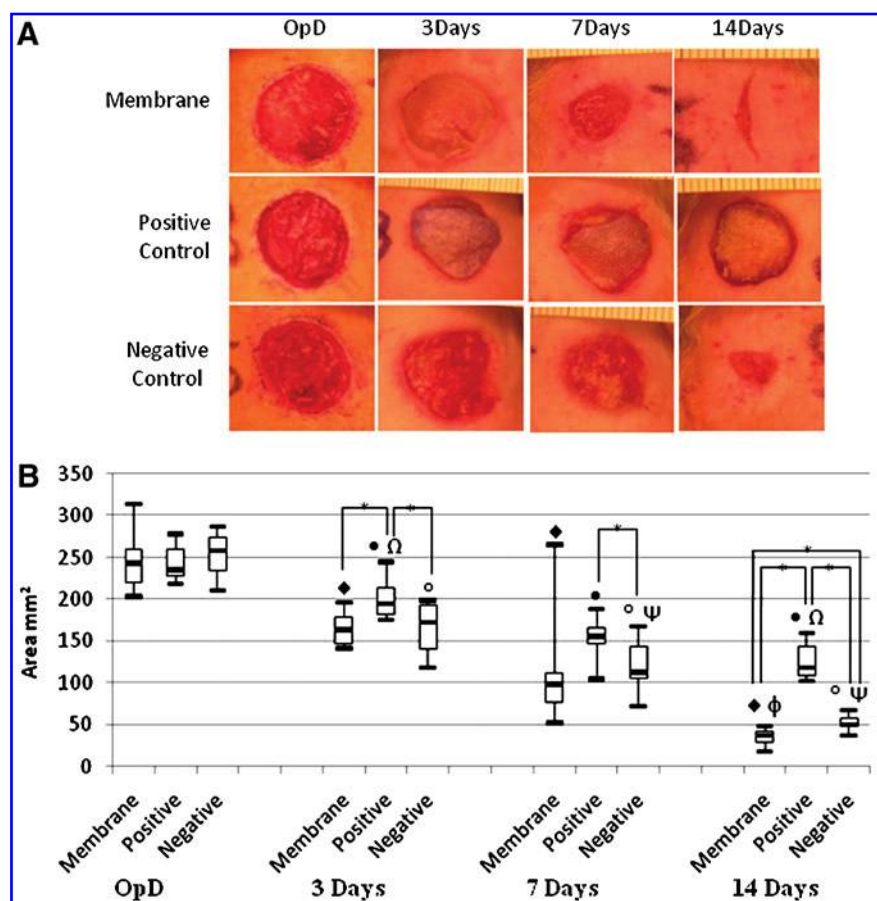 A
OpD 3Days 7Days 14Days
Membrane
Positive
Control
Negative
Control
B
Area mm²
350
300
250
200
150
100
50
0
* *
● Ω
◆
○
*
◆
●
○ Ψ
*
* *
● Ω
◆ ϕ
○ Ψ
Membrane Positive Negative Membrane Positive Negative Membrane Positive Negative Membrane Positive Negative
OpD 3 Days 7 Days 14 Days